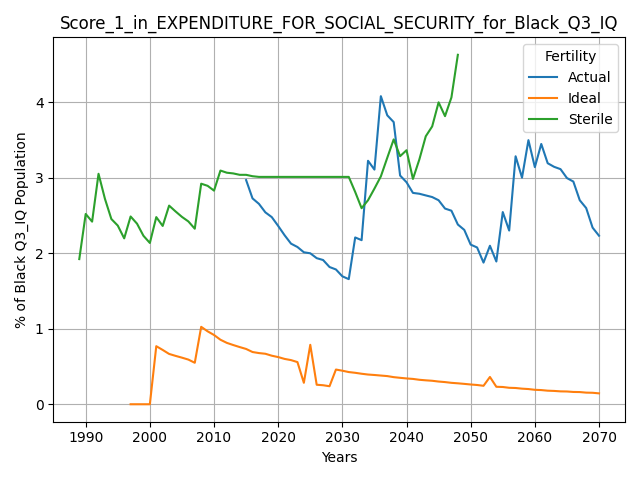 Score_1_in_EXPENDITURE_FOR_SOCIAL_SECURITY_for_Black_Q3_IQ
Fertility
Actual
Ideal
Sterile
% of Black Q3_IQ Population
4
3
2
1
0
1990 2000 2010 2020 2030 2040 2050 2060 2070
Years